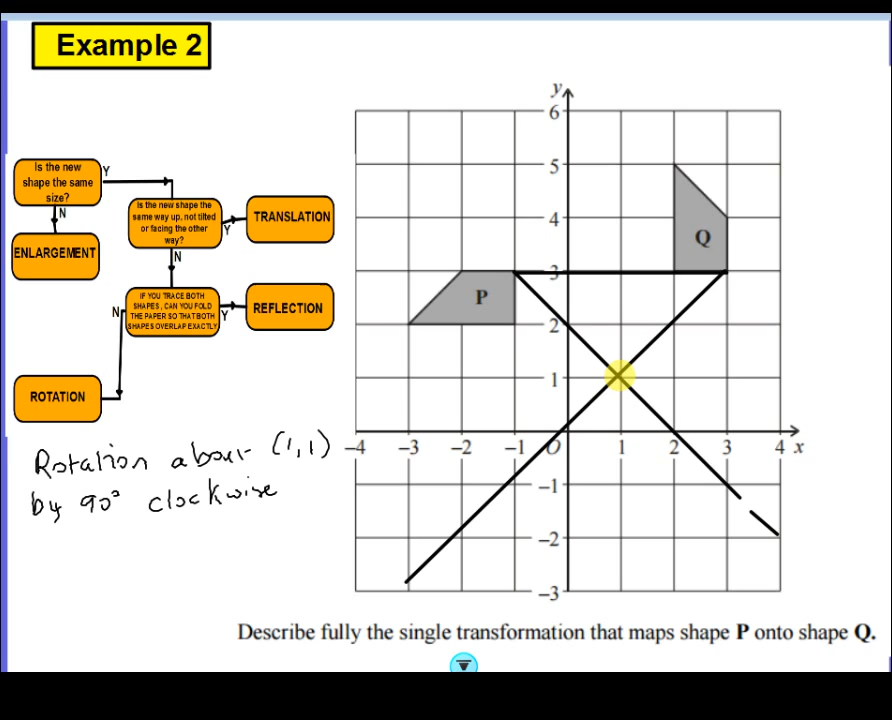 Example 2
Is the new
shape the same
size?
Y
N
ENLARGEMENT
Is the new shape the
same way up, not tilted
or facing the other
way?
Y
TRANSLATION
N
IF YOU TRACE BOTH
SHAPES, CAN YOU FOLD
THE PAPER SO THAT BOTH
SHAPES OVERLAP EXACTLY
Y
REFLECTION
N
ROTATION
Rotation about (1,1)
by 90° clockwise
y
6
5
4
3
2
1
Q
P
-4 -3 -2 -1 O 1 2 3 4 x
-1
-2
-3
Describe fully the single transformation that maps shape P onto shape Q.